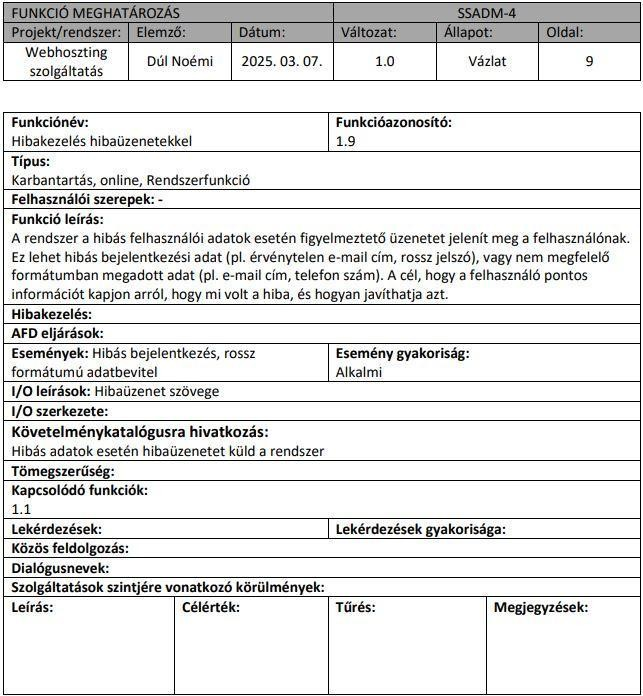 FUNKCIÓ MEGHATÁROZÁS SSADM-4
Projekt/rendszer: Elemző: Dátum: Változat: Állapot: Oldal:
Webhoszting szolgáltatás Dúl Noémi 2025. 03. 07. 1.0 Vázlat 9
Funkciónév: Funkcióazonosító:
Hibakezelés hibaüzenetekkel 1.9
Típus:
Karbantartás, online, Rendszerfunkció
Felhasználói szerepek: -
Funkció leírás:
A rendszer a hibás felhasználói adatok esetén figyelmeztető üzenetet jelenít meg a felhasználónak.
Ez lehet hibás bejelentkezési adat (pl. érvénytelen e-mail cím, rossz jelszó), vagy nem megfelelő
formátumban megadott adat (pl. e-mail cím, telefon szám). A cél, hogy a felhasználó pontos
információt kapjon arról, hogy mi volt a hiba, és hogyan javíthatja azt.
Hibakezelés:
AFD eljárások:
Események: Hibás bejelentkezés, rossz Esemény gyakoriság:
formátumú adatbevitel Alkalmi
I/O leírások: Hibaüzenet szövege
I/O szerkezete:
Követelménykatalógusra hivatkozás:
Hibás adatok esetén hibaüzenetet küld a rendszer
Tömegszerűség:
Kapcsolódó funkciók:
1.1
Lekérdezések: Lekérdezések gyakorisága:
Közös feldolgozás:
Dialógusnevek:
Szolgáltatások szintjére vonatkozó körülmények:
Leírás: Célérték: Tűrés: Megjegyzések: